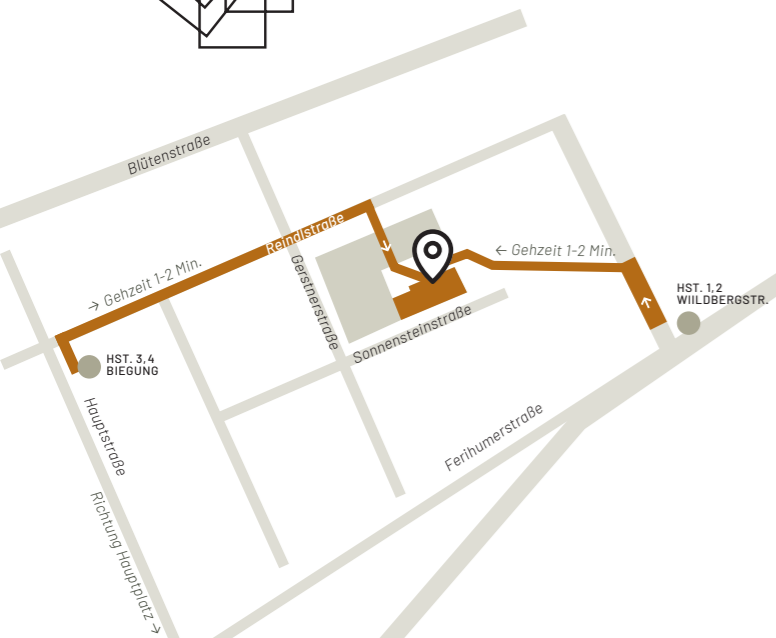 Blütenstraße
Reindlstraße
← Gehzeit 1-2 Min.
→ Gehzeit 1-2 Min.
Gerstnerstraße
HST. 1,2
WIILDBERGSTR.
Sonnensteinstraße
HST. 3,4
BIEGUNG
Hauptstraße
Ferihumerstraße
Richtung Hauptplatz →